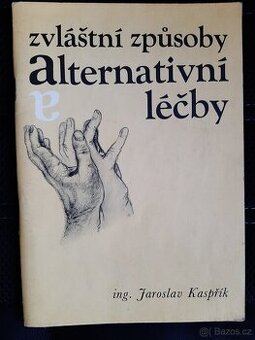 zvláštní způsoby
alternativní
a
léčby
ing. Jaroslav Kaspřík
Bazos.cz